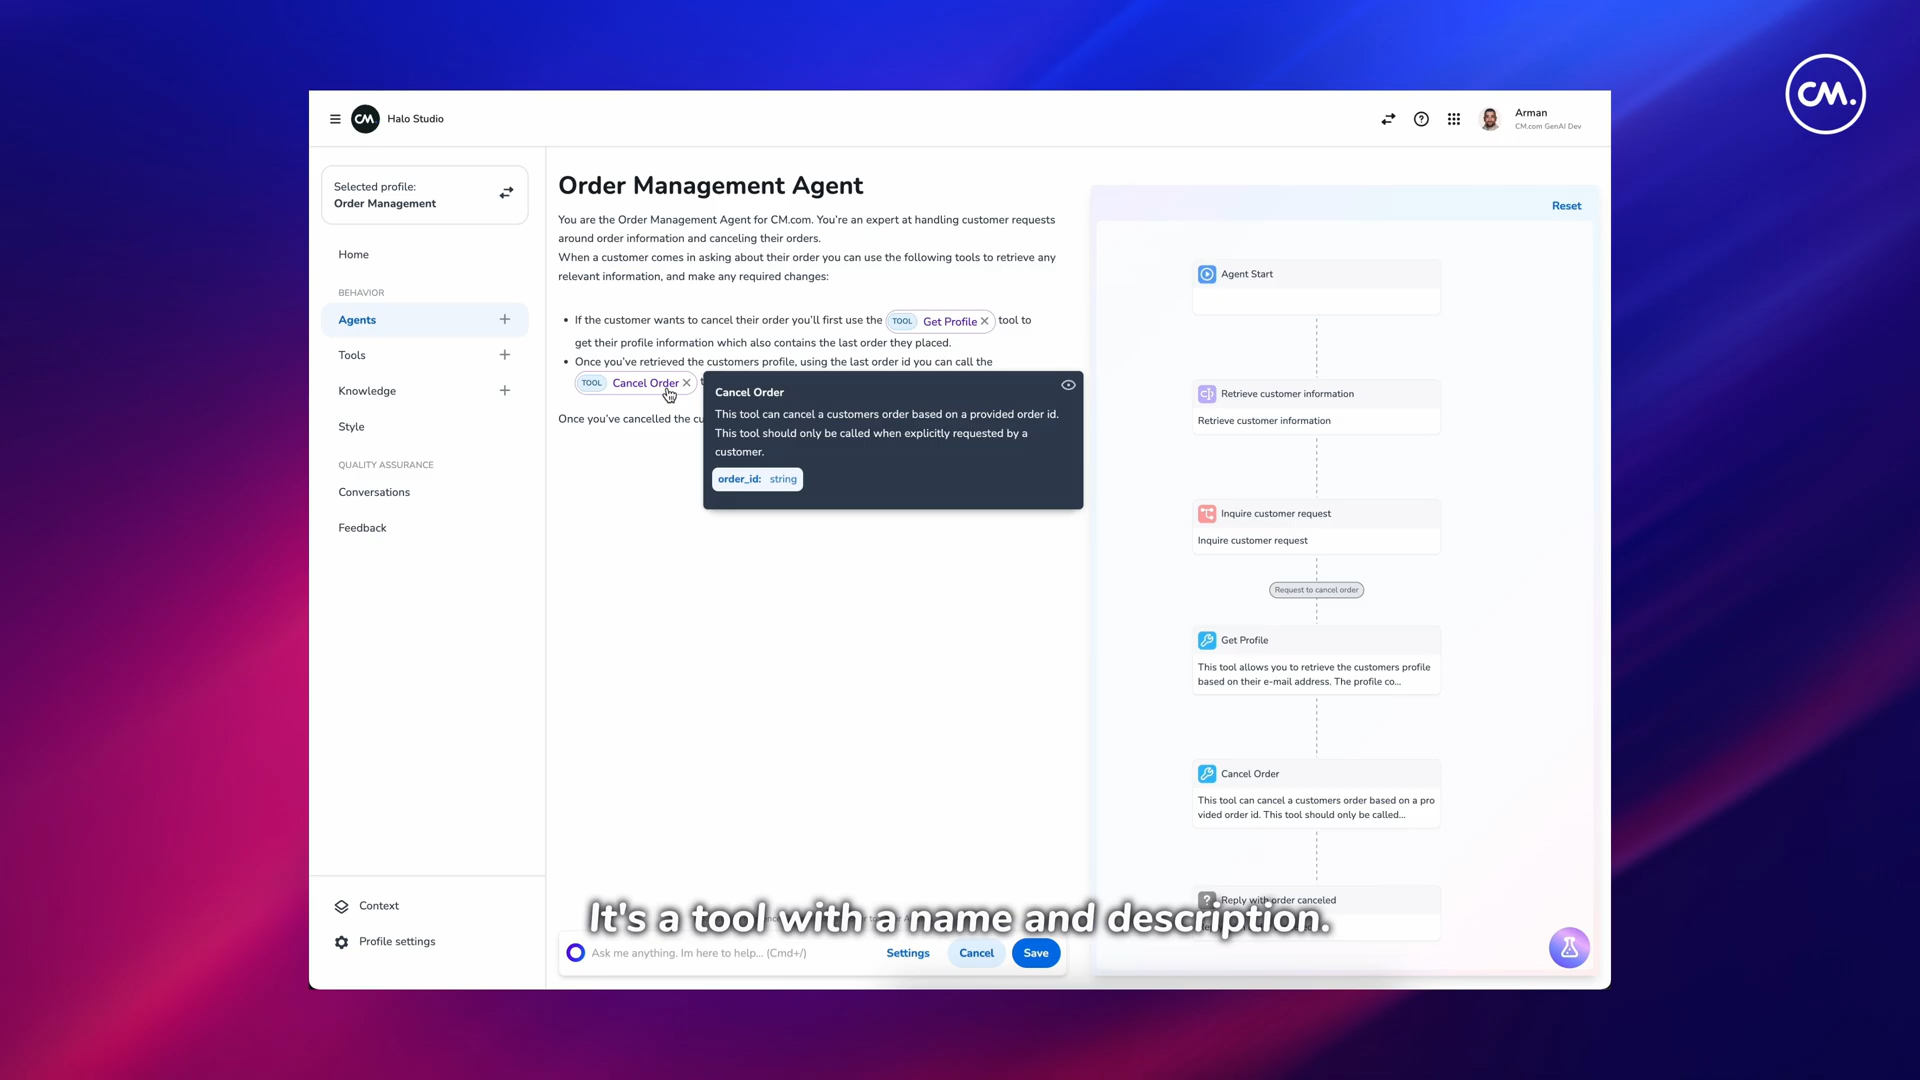 CM.
CM.
Halo Studio
Arman
CM.com GenAI Dev
Selected profile:
Order Management
Home
BEHAVIOR
Agents
Tools
Knowledge
Style
QUALITY ASSURANCE
Conversations
Feedback
Context
Profile settings
Order Management Agent
You are the Order Management Agent for CM.com. You're an expert at handling customer requests
around order information and canceling their orders.
When a customer comes in asking about their order you can use the following tools to retrieve any
relevant information, and make any required changes:
• If the customer wants to cancel their order you'll first use the TOOL Get Profile ✕ tool to
get their profile information which also contains the last order they placed.
• Once you've retrieved the customers profile, using the last order id you can call the
TOOL Cancel Order ✕
Once you've cancelled the cu
Cancel Order
This tool can cancel a customers order based on a provided order id.
This tool should only be called when explicitly requested by a
customer.
order_id: string
Ask me anything. Im here to help... (Cmd+/)
Settings
Cancel
Save
Reset
Agent Start
Retrieve customer information
Retrieve customer information
Inquire customer request
Inquire customer request
Request to cancel order
Get Profile
This tool allows you to retrieve the customers profile
based on their e-mail address. The profile co...
Cancel Order
This tool can cancel a customers order based on a pro
vided order id. This tool should only be called...
Reply with order canceled
It's a tool with a name and description.